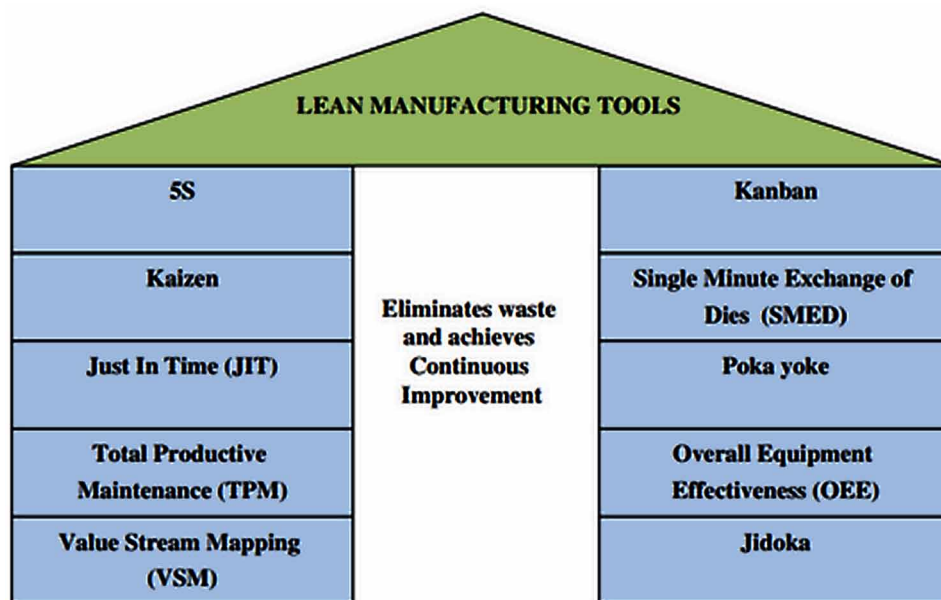 LEAN MANUFACTURING TOOLS
5S
Kaizen
Just In Time (JIT)
Total Productive
Maintenance (TPM)
Value Stream Mapping
(VSM)
Eliminates waste
and achieves
Continuous
Improvement
Kanban
Single Minute Exchange of
Dies (SMED)
Poka yoke
Overall Equipment
Effectiveness (OEE)
Jidoka